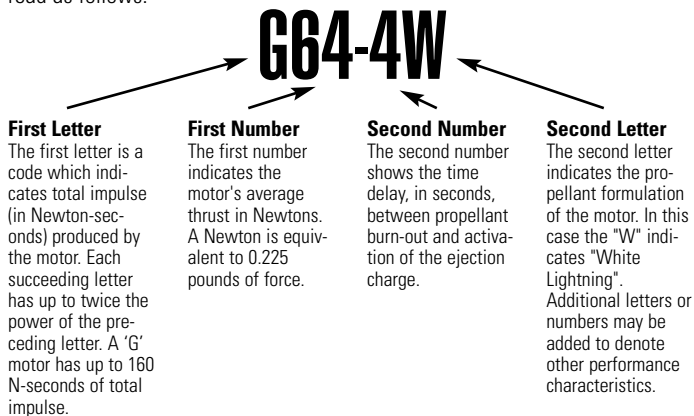 G64-4W
First Letter
The first letter is a
code which indi-
cates total impulse
(in Newton-sec-
onds) produced by
the motor. Each
succeeding letter
has up to twice the
power of the pre-
ceding letter. A ‘G’
motor has up to 160
N-seconds of total
impulse.
First Number
The first number
indicates the
motor's average
thrust in Newtons.
A Newton is equiv-
alent to 0.225
pounds of force.
Second Number
The second number
shows the time
delay, in seconds,
between propellant
burn-out and activa-
tion of the ejection
charge.
Second Letter
The second letter
indicates the pro-
pellant formulation
of the motor. In this
case the "W" indi-
cates "White
Lightning".
Additional letters or
numbers may be
added to denote
other performance
characteristics.